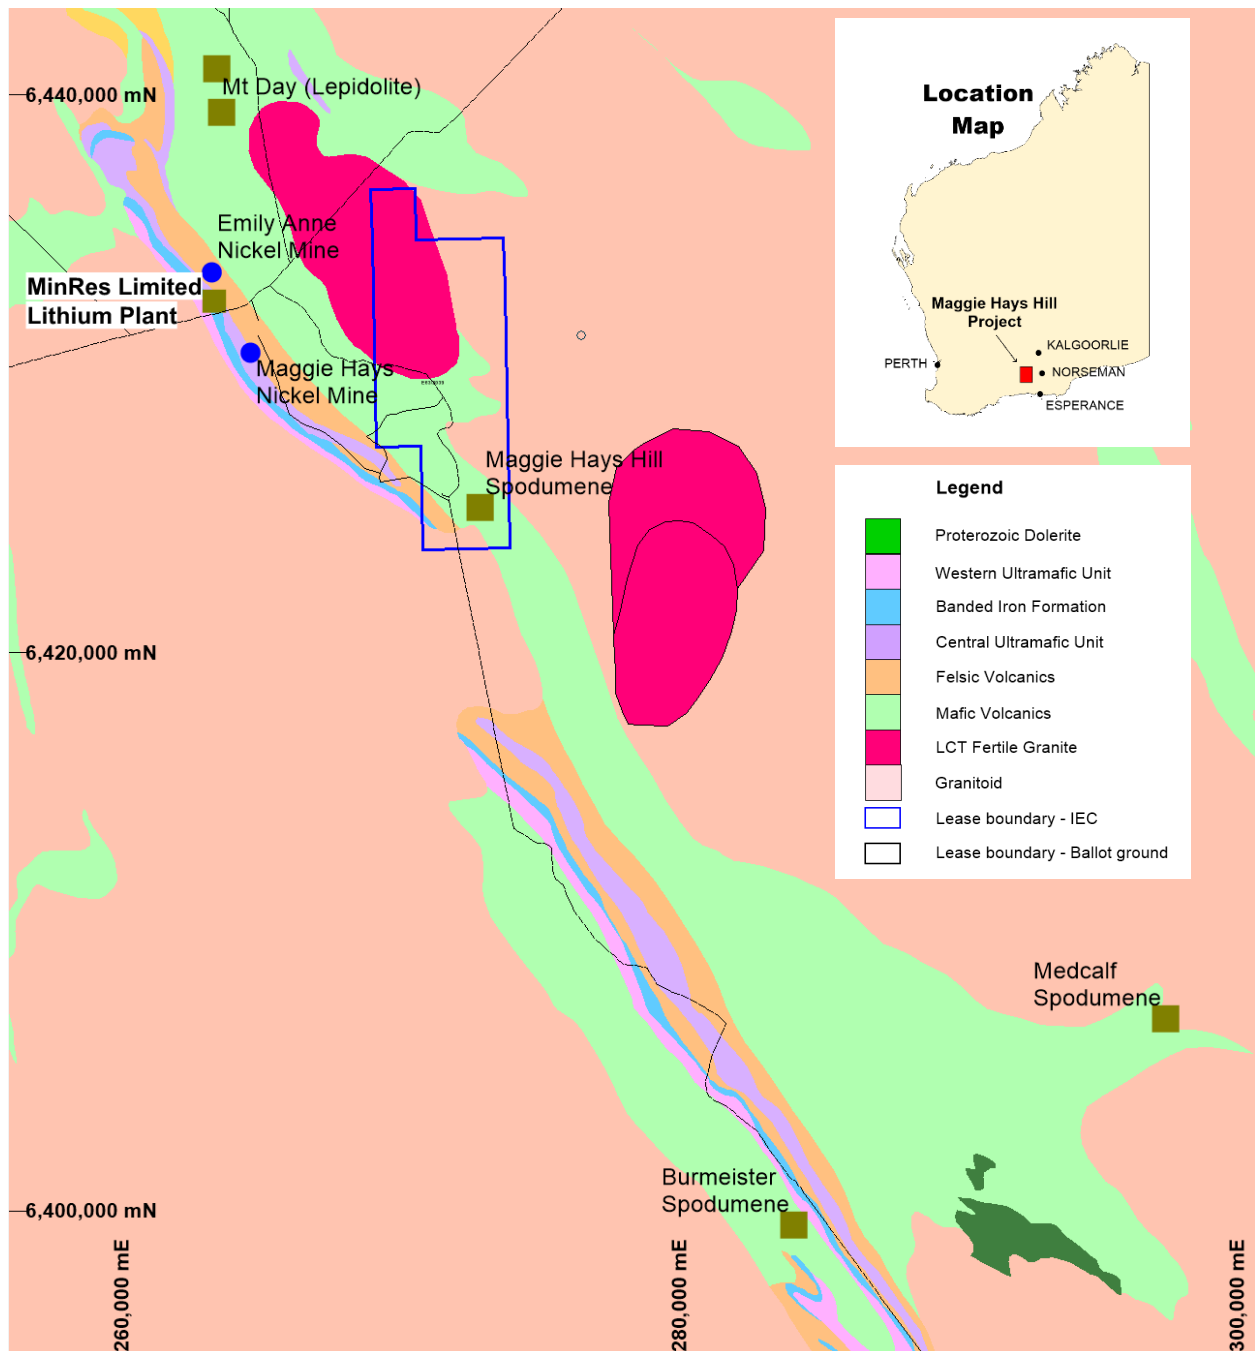 6,440,000 mN
Mt Day (Lepidolite)
Emily Anne
Nickel Mine
MinRes Limited
Lithium Plant
Maggie Hays
Nickel Mine
Maggie Hays Hill
Spodumene
6,420,000 mN
Medcalf
Spodumene
Burmeister
Spodumene
6,400,000 mN
260,000 mE
280,000 mE
300,000 mE
Location
Map
Maggie Hays Hill
Project
KALGOORLIE
PERTH
NORSEMAN
ESPERANCE
Legend
Proterozoic Dolerite
Western Ultramafic Unit
Banded Iron Formation
Central Ultramafic Unit
Felsic Volcanics
Mafic Volcanics
LCT Fertile Granite
Granitoid
Lease boundary - IEC
Lease boundary - Ballot ground